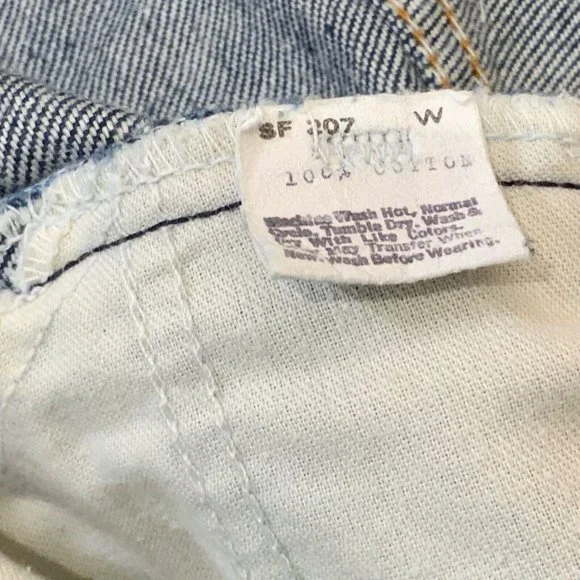 SF 207 W
100% COTTON
Machine Wash Hot, Normal
Cycle, Tumble Dry. Wash &
Dry With Like Colors.
May Transfer When
New. Wash Before Wearing.